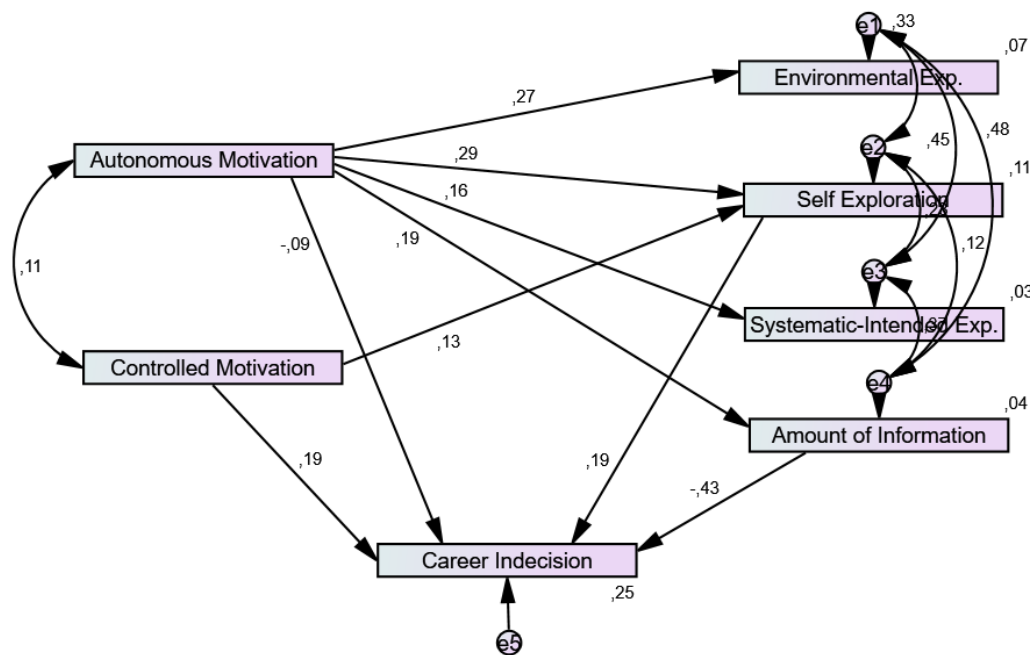 e1
,33
,07
Environmental Exp.
,27
,48
e2
,45
Autonomous Motivation
,29
,11
,16
Self Exploration
,19
-,09
,12
,11
e3
,03
Systematic-Intended Exp.
,13
Controlled Motivation
,37
e4
,04
Amount of Information
,19
,19
-,43
Career Indecision
,25
e5